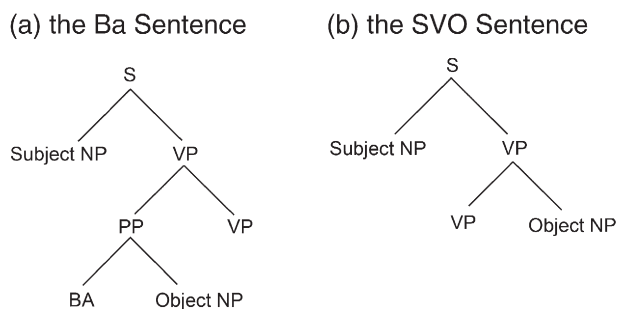 (a) the Ba Sentence
S
Subject NP VP
PP VP
BA Object NP
(b) the SVO Sentence
S
Subject NP VP
VP Object NP